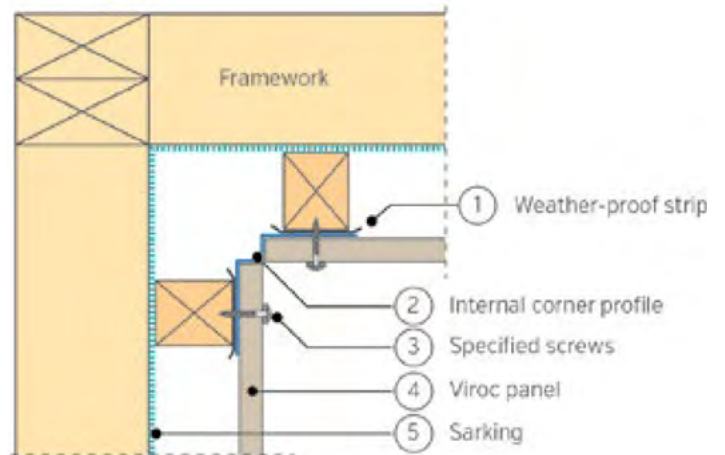 Framework
1 Weather-proof strip
2 Internal corner profile
3 Specified screws
4 Viroc panel
5 Sarking